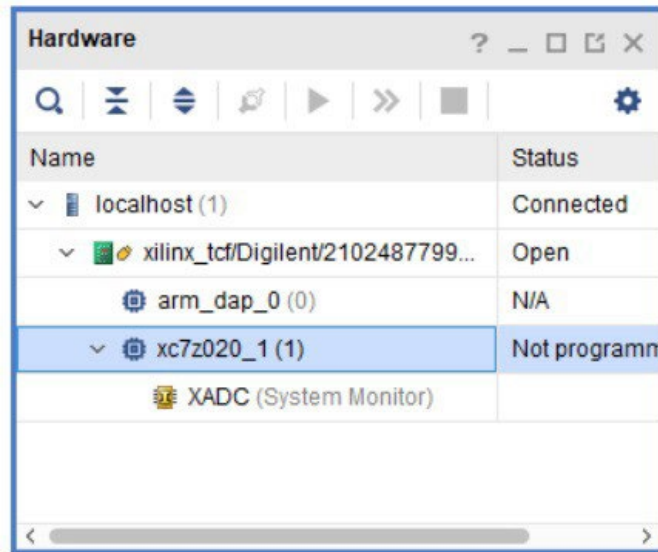 Hardware
Name Status
localhost (1) Connected
xilinx_tcf/Digilent/2102487799... Open
arm_dap_0 (0) N/A
xc7z020_1 (1) Not programm
XADC (System Monitor)